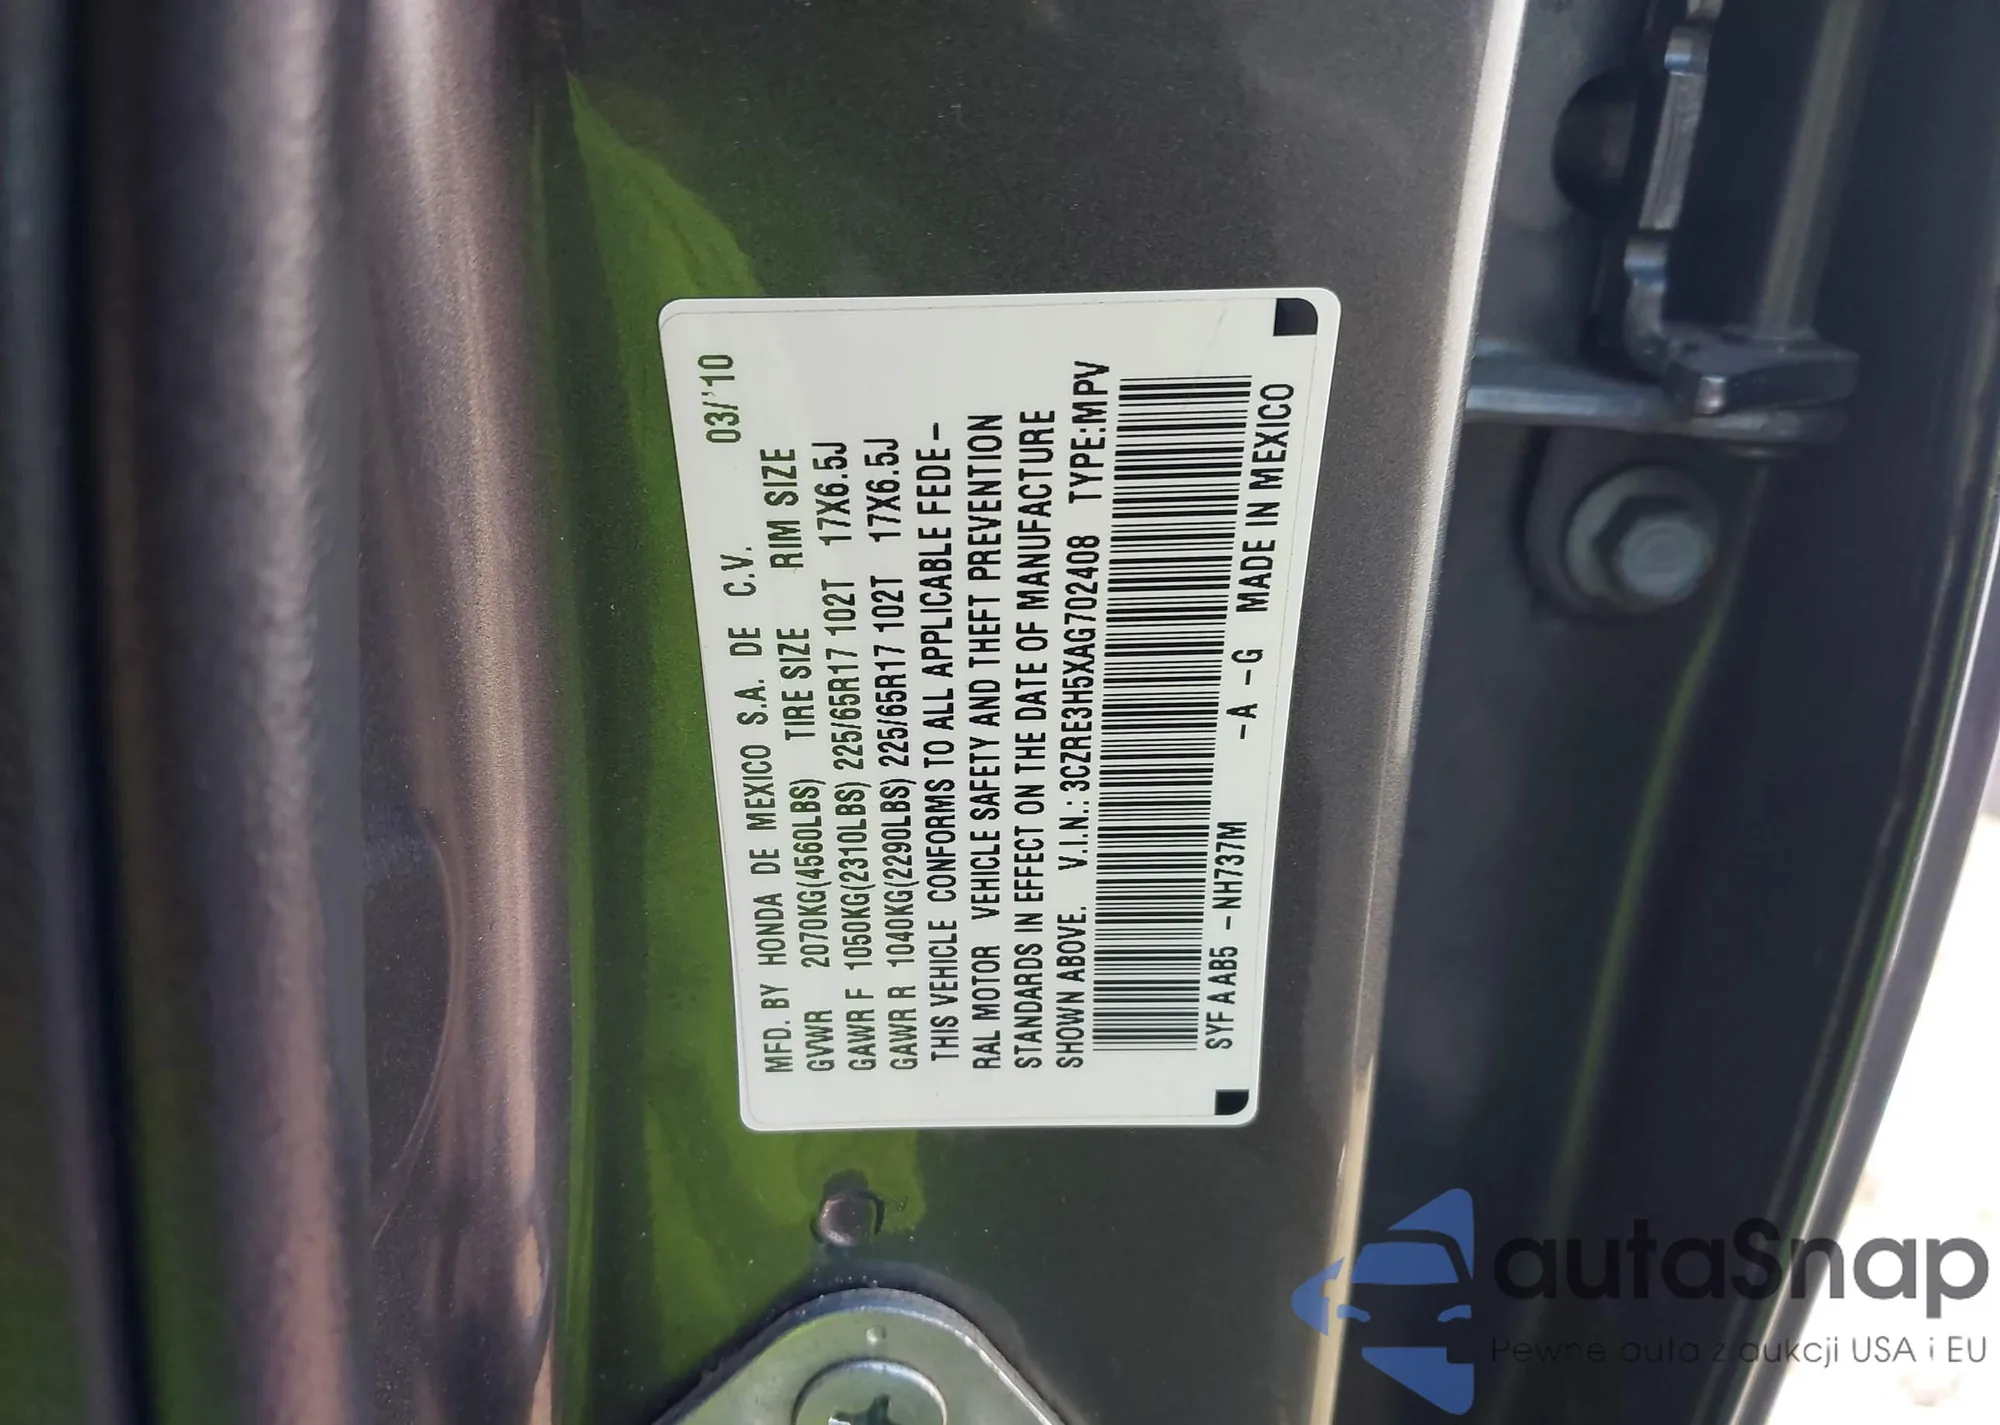 03/'10
MFD. BY HONDA DE MEXICO S.A. DE C.V.
GVWR 2070KG(4560LBS) TIRE SIZE RIM SIZE
GAWR F 1050KG(2310LBS) 225/65R17 102T 17X6.5J
GAWR R 1040KG(2290LBS) 225/65R17 102T 17X6.5J
THIS VEHICLE CONFORMS TO ALL APPLICABLE FEDE-
RAL MOTOR VEHICLE SAFETY AND THEFT PREVENTION
STANDARDS IN EFFECT ON THE DATE OF MANUFACTURE
SHOWN ABOVE. V.I.N.: 3CZRE3H5XAG702408 TYPE:MPV
SYFAAB5 -NH737M -A -G MADE IN MEXICO
autaSnap
Pewne auta z aukcji USA i EU